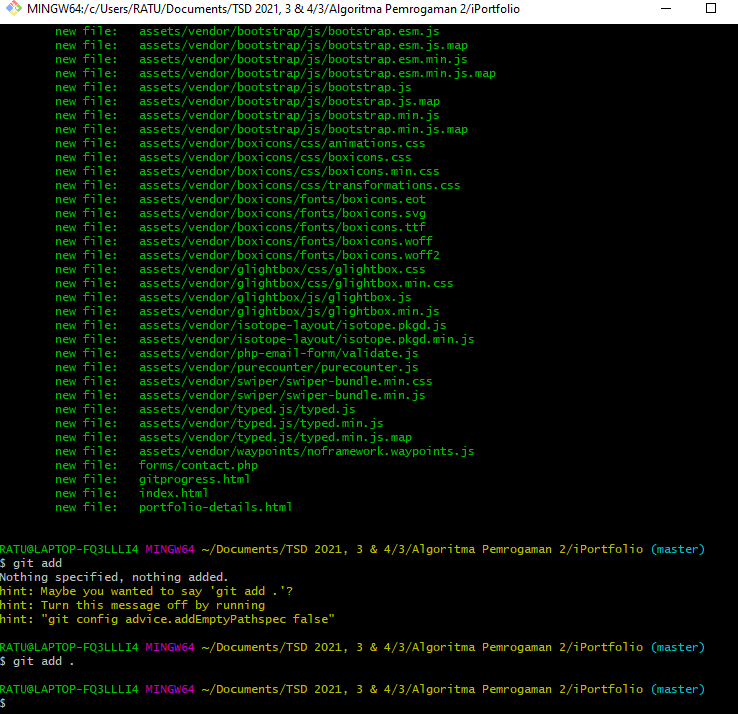 MINGW64:/c/Users/RATU/Documents/TSD 2021, 3 & 4/3/Algoritma Pemrogaman 2/iPortfolio
new file:   assets/vendor/bootstrap/js/bootstrap.esm.js
new file:   assets/vendor/bootstrap/js/bootstrap.esm.js.map
new file:   assets/vendor/bootstrap/js/bootstrap.esm.min.js
new file:   assets/vendor/bootstrap/js/bootstrap.esm.min.js.map
new file:   assets/vendor/bootstrap/js/bootstrap.js
new file:   assets/vendor/bootstrap/js/bootstrap.js.map
new file:   assets/vendor/bootstrap/js/bootstrap.min.js
new file:   assets/vendor/bootstrap/js/bootstrap.min.js.map
new file:   assets/vendor/boxicons/css/animations.css
new file:   assets/vendor/boxicons/css/boxicons.css
new file:   assets/vendor/boxicons/css/boxicons.min.css
new file:   assets/vendor/boxicons/css/transformations.css
new file:   assets/vendor/boxicons/fonts/boxicons.eot
new file:   assets/vendor/boxicons/fonts/boxicons.svg
new file:   assets/vendor/boxicons/fonts/boxicons.ttf
new file:   assets/vendor/boxicons/fonts/boxicons.woff
new file:   assets/vendor/boxicons/fonts/boxicons.woff2
new file:   assets/vendor/glightbox/css/glightbox.css
new file:   assets/vendor/glightbox/css/glightbox.min.css
new file:   assets/vendor/glightbox/js/glightbox.js
new file:   assets/vendor/glightbox/js/glightbox.min.js
new file:   assets/vendor/isotope-layout/isotope.pkgd.js
new file:   assets/vendor/isotope-layout/isotope.pkgd.min.js
new file:   assets/vendor/php-email-form/validate.js
new file:   assets/vendor/purecounter/purecounter.js
new file:   assets/vendor/swiper/swiper-bundle.min.css
new file:   assets/vendor/swiper/swiper-bundle.min.js
new file:   assets/vendor/typed.js/typed.js
new file:   assets/vendor/typed.js/typed.min.js
new file:   assets/vendor/typed.js/typed.min.js.map
new file:   assets/vendor/waypoints/noframework.waypoints.js
new file:   forms/contact.php
new file:   gitprogress.html
new file:   index.html
new file:   portfolio-details.html
RATU@LAPTOP-FQ3LLLI4 MINGW64 ~/Documents/TSD 2021, 3 & 4/3/Algoritma Pemrogaman 2/iPortfolio (master)
$ git add
Nothing specified, nothing added.
hint: Maybe you wanted to say 'git add .'?
hint: Turn this message off by running
hint: "git config advice.addEmptyPathspec false"
RATU@LAPTOP-FQ3LLLI4 MINGW64 ~/Documents/TSD 2021, 3 & 4/3/Algoritma Pemrogaman 2/iPortfolio (master)
$ git add .
RATU@LAPTOP-FQ3LLLI4 MINGW64 ~/Documents/TSD 2021, 3 & 4/3/Algoritma Pemrogaman 2/iPortfolio (master)
$